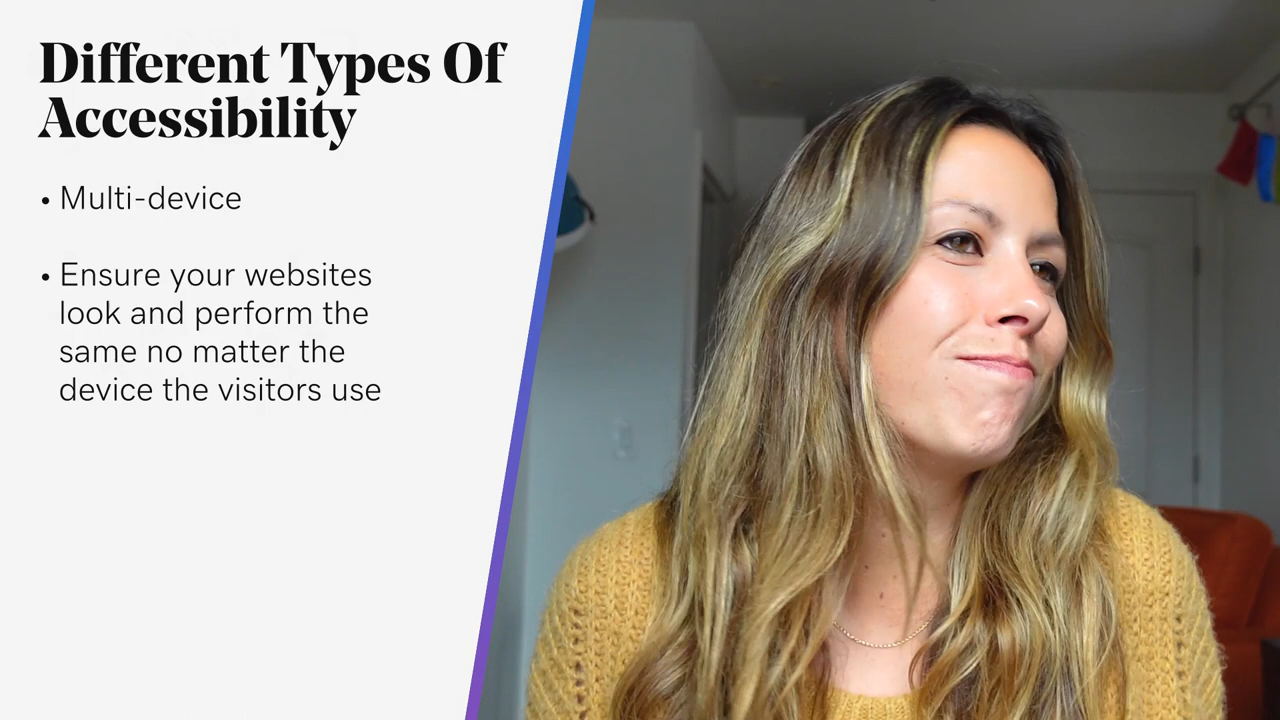 Different Types Of
Accessibility
• Multi-device
• Ensure your websites
look and perform the
same no matter the
device the visitors use